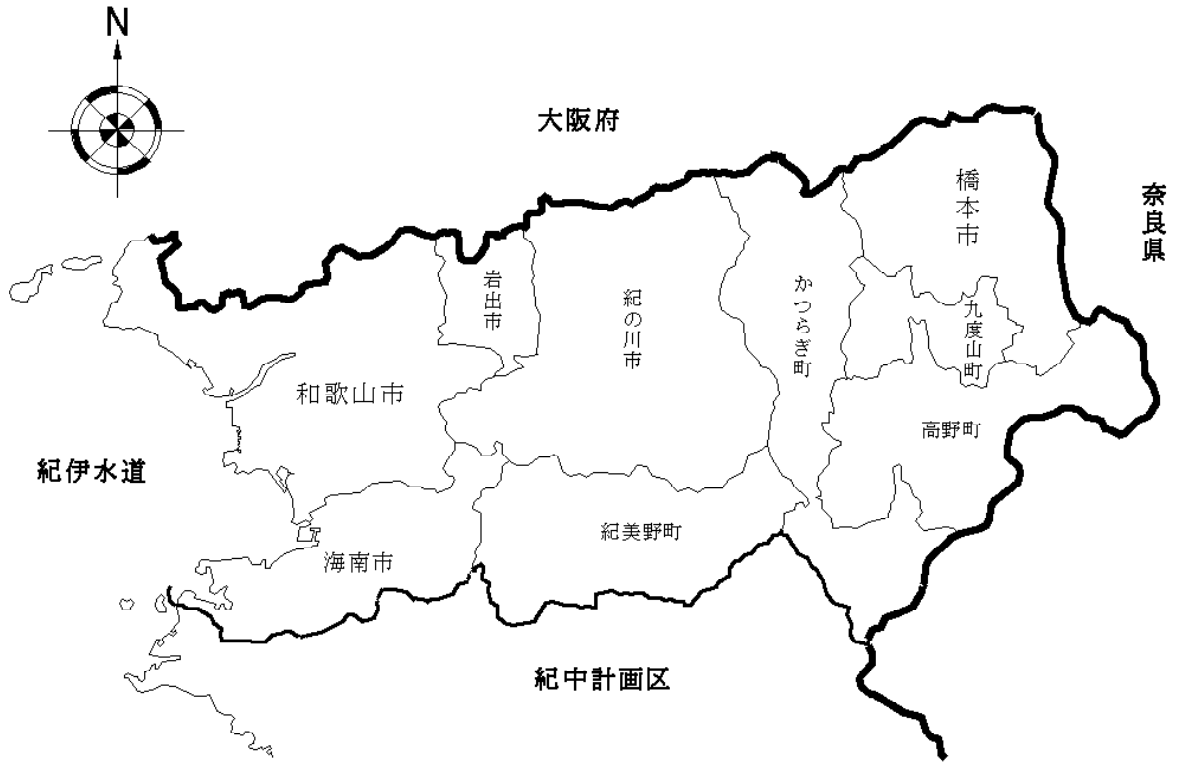 N
大阪府
奈良県
橋本市
岩出市
紀の川市
かつらぎ町
九度山町
和歌山市
高野町
紀伊水道
紀美野町
海南市
紀中計画区